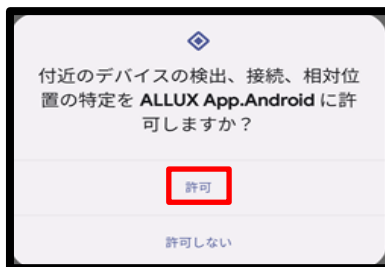 付近のデバイスの検出、接続、相対位
置の特定を ALLUX App.Android に許
可しますか？
許可
許可しない